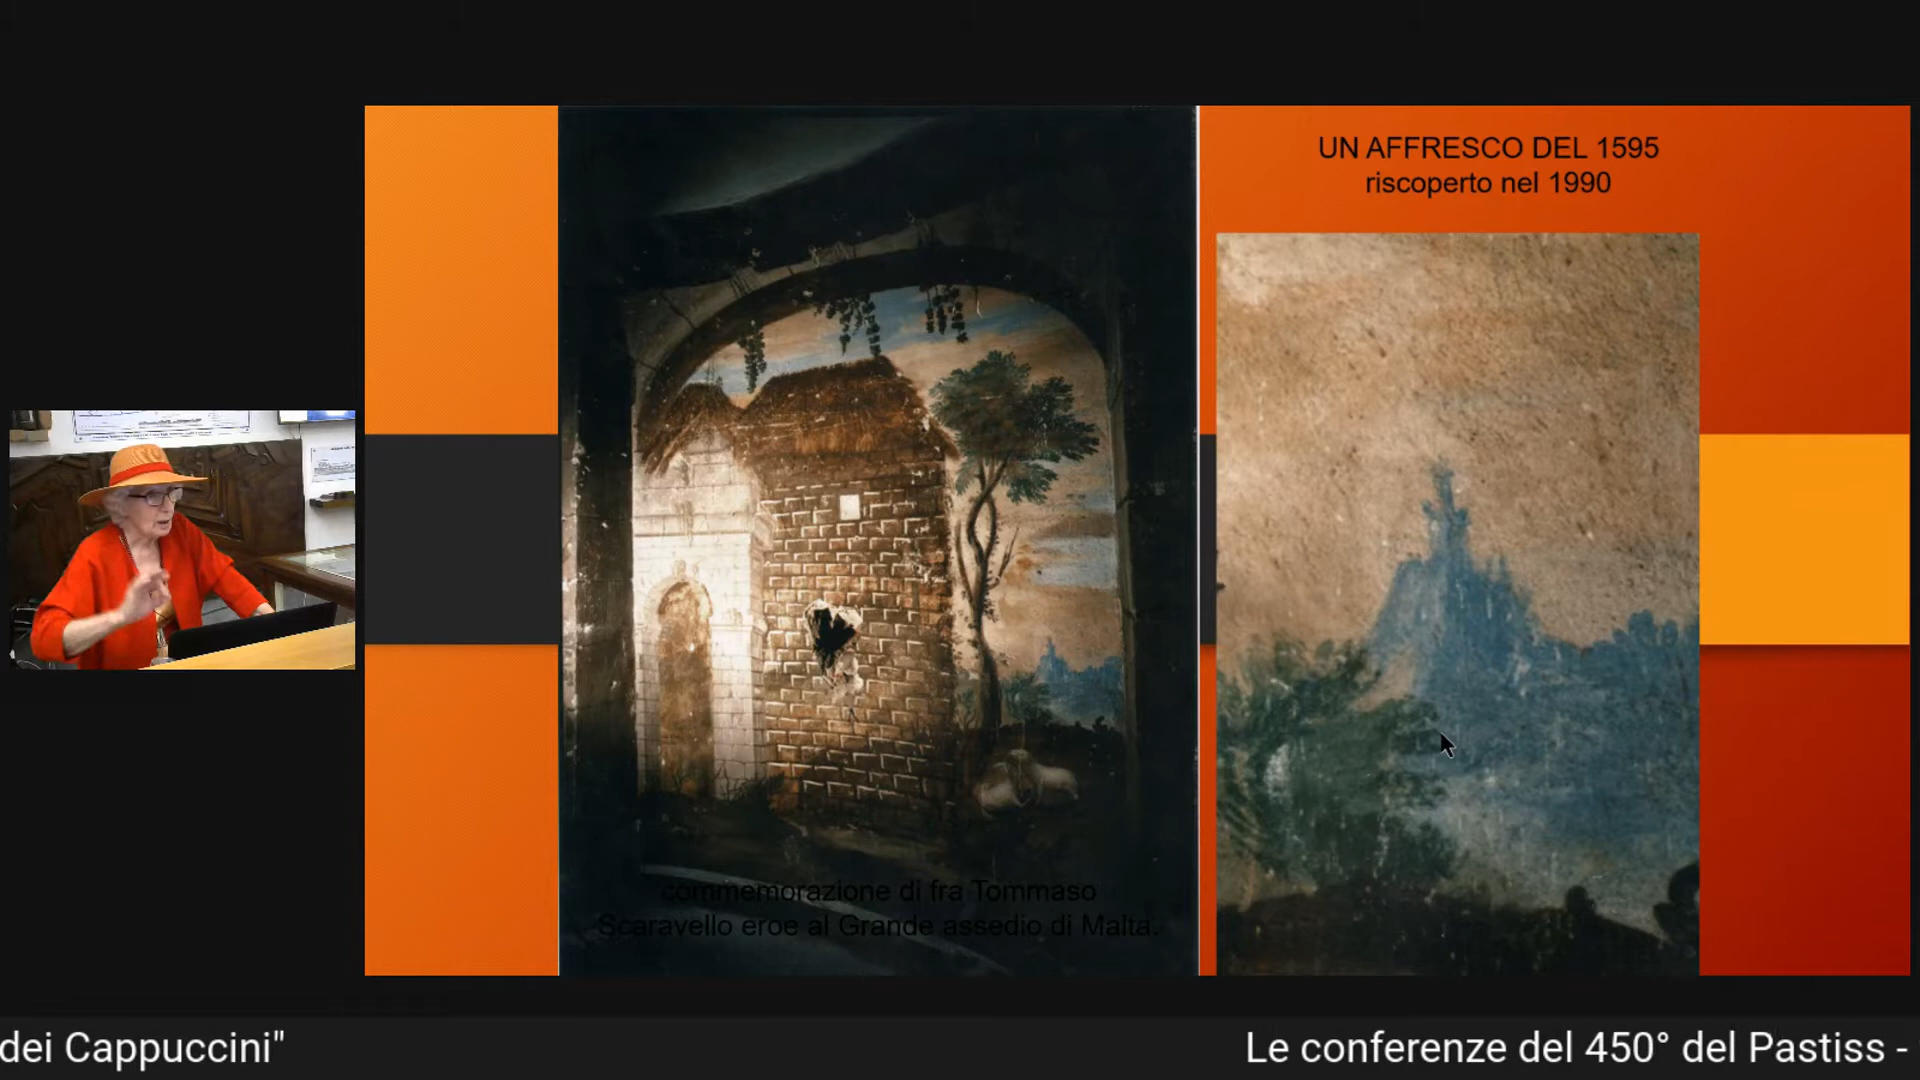 UN AFFRESCO DEL 1595
riscoperto nel 1990
commemorazione di fra Tommaso
Scaravello eroe al Grande assedio di Malta.
dei Cappuccini"
Le conferenze del 450° del Pastiss -